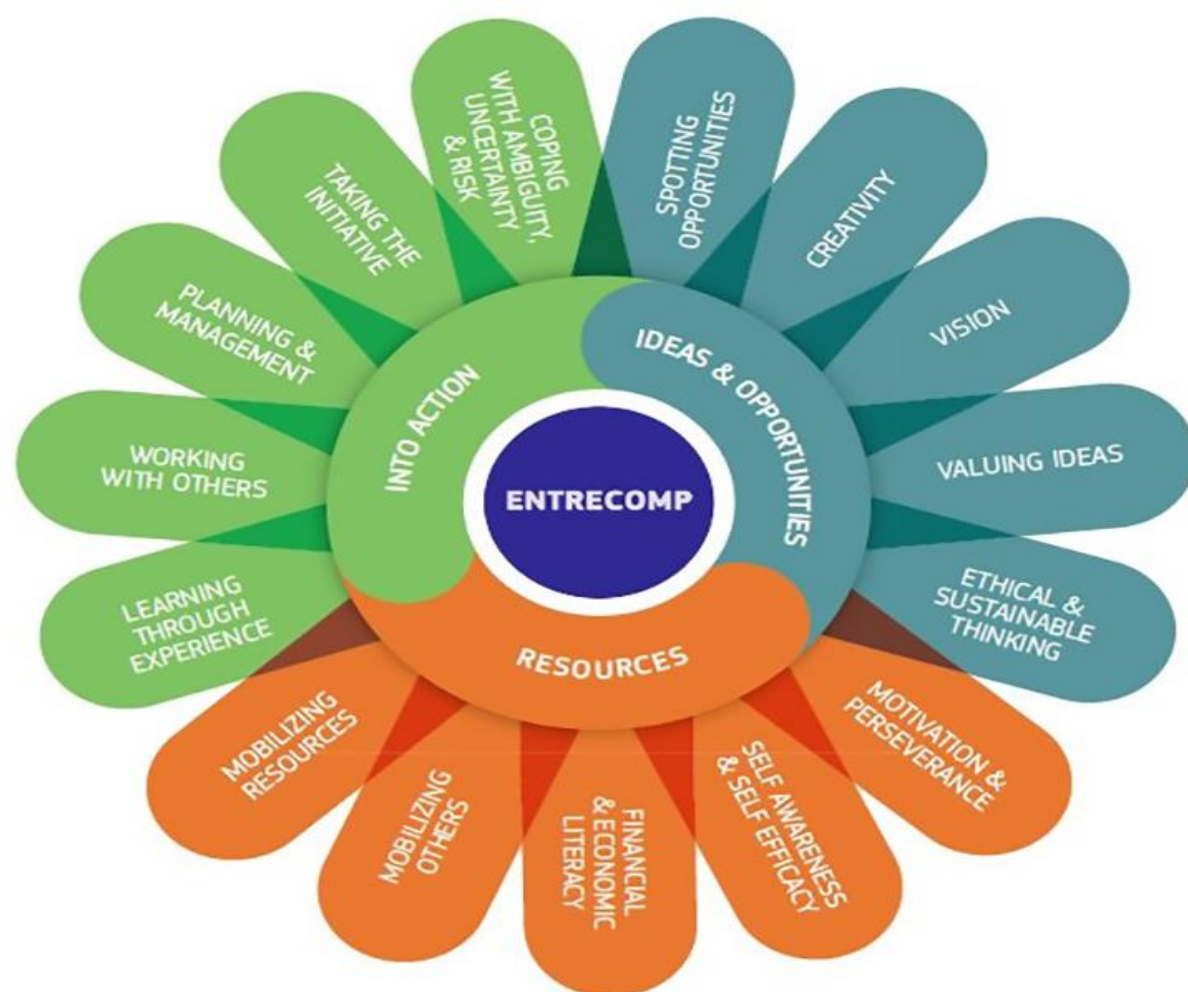 ENTRECOMP
IDEAS & OPPORTUNITIES
SPOTTING
OPPORTUNITIES
CREATIVITY
VISION
VALUING IDEAS
ETHICAL &
SUSTAINABLE
THINKING
RESOURCES
MOTIVATION &
PERSEVERANCE
SELF AWARENESS
& SELF EFFICACY
FINANCIAL
& ECONOMIC
LITERACY
MOBILIZING
OTHERS
MOBILIZING
RESOURCES
INTO ACTION
LEARNING
THROUGH
EXPERIENCE
WORKING
WITH OTHERS
PLANNING &
MANAGEMENT
TAKING THE
INITIATIVE
COPING
WITH AMBIGUITY,
UNCERTAINTY
& RISK